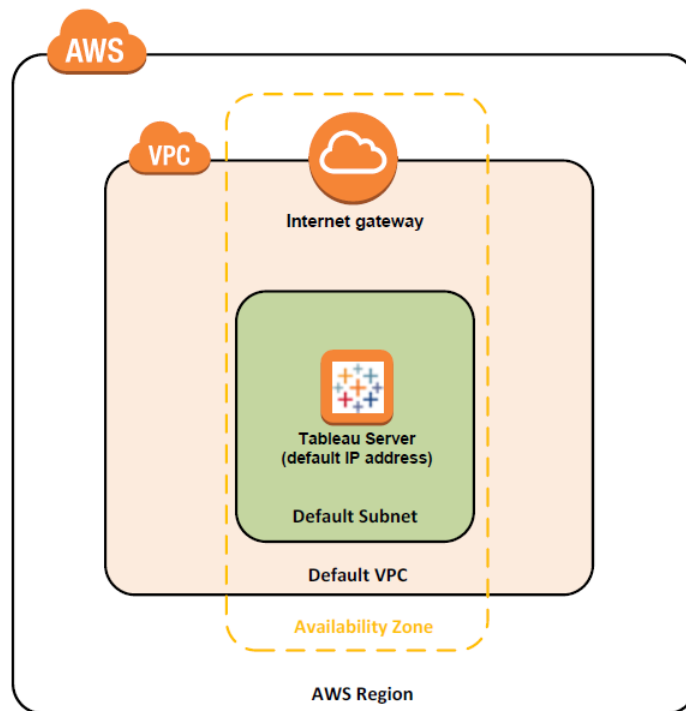 AWS
VPC
Internet gateway
Tableau Server
(default IP address)
Default Subnet
Default VPC
Availability Zone
AWS Region